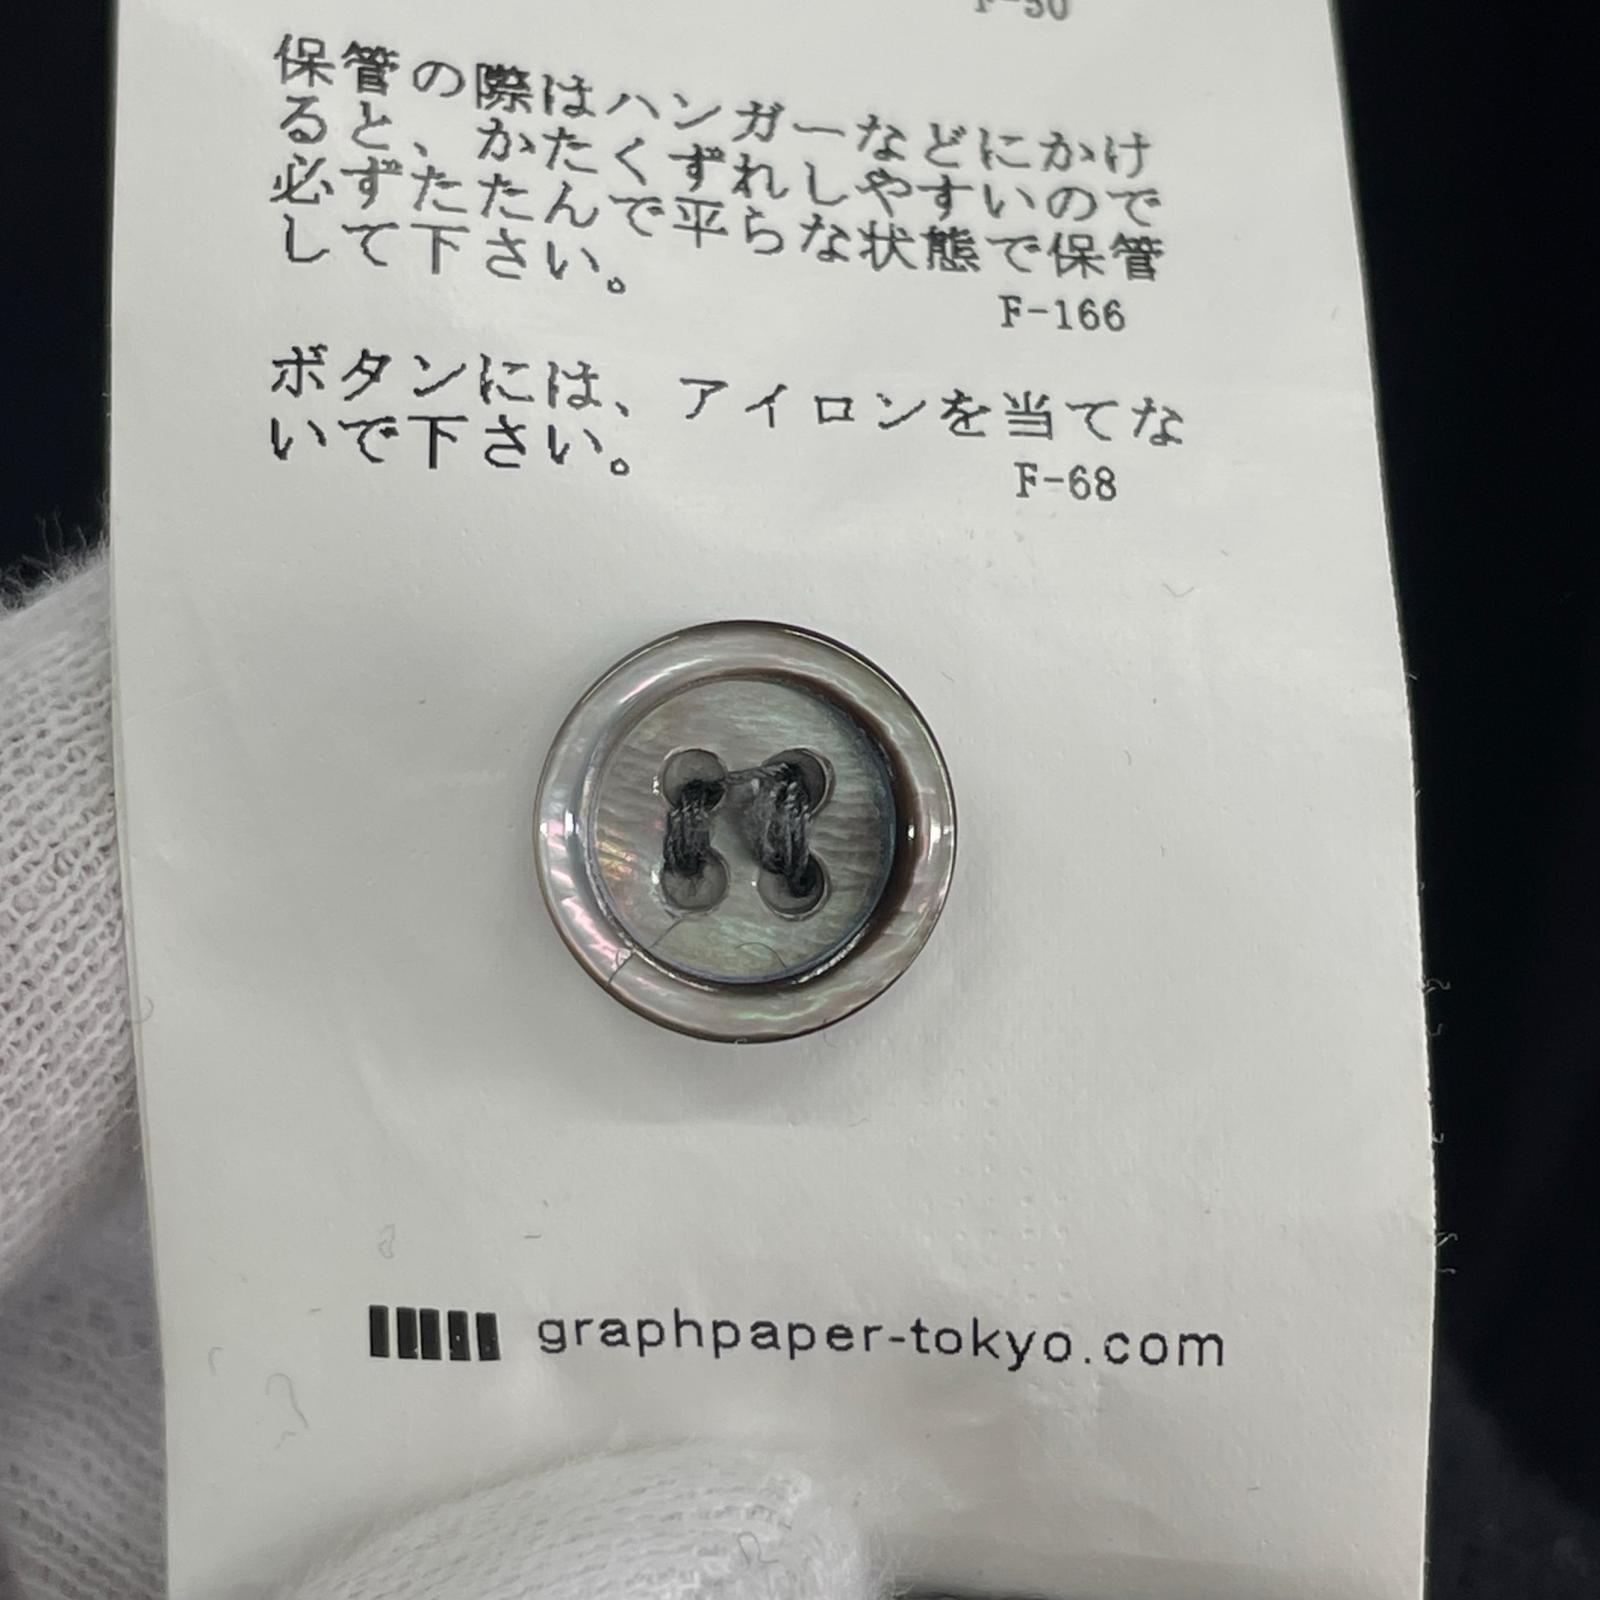 F-50
保管の際はハンガーなどにかけ
ると、かたくずれしやすいので
必ずたたんで平らな状態で保管
して下さい。
F-166
ボタンには、アイロンを当てな
いで下さい。
F-68
graphpaper-tokyo.com